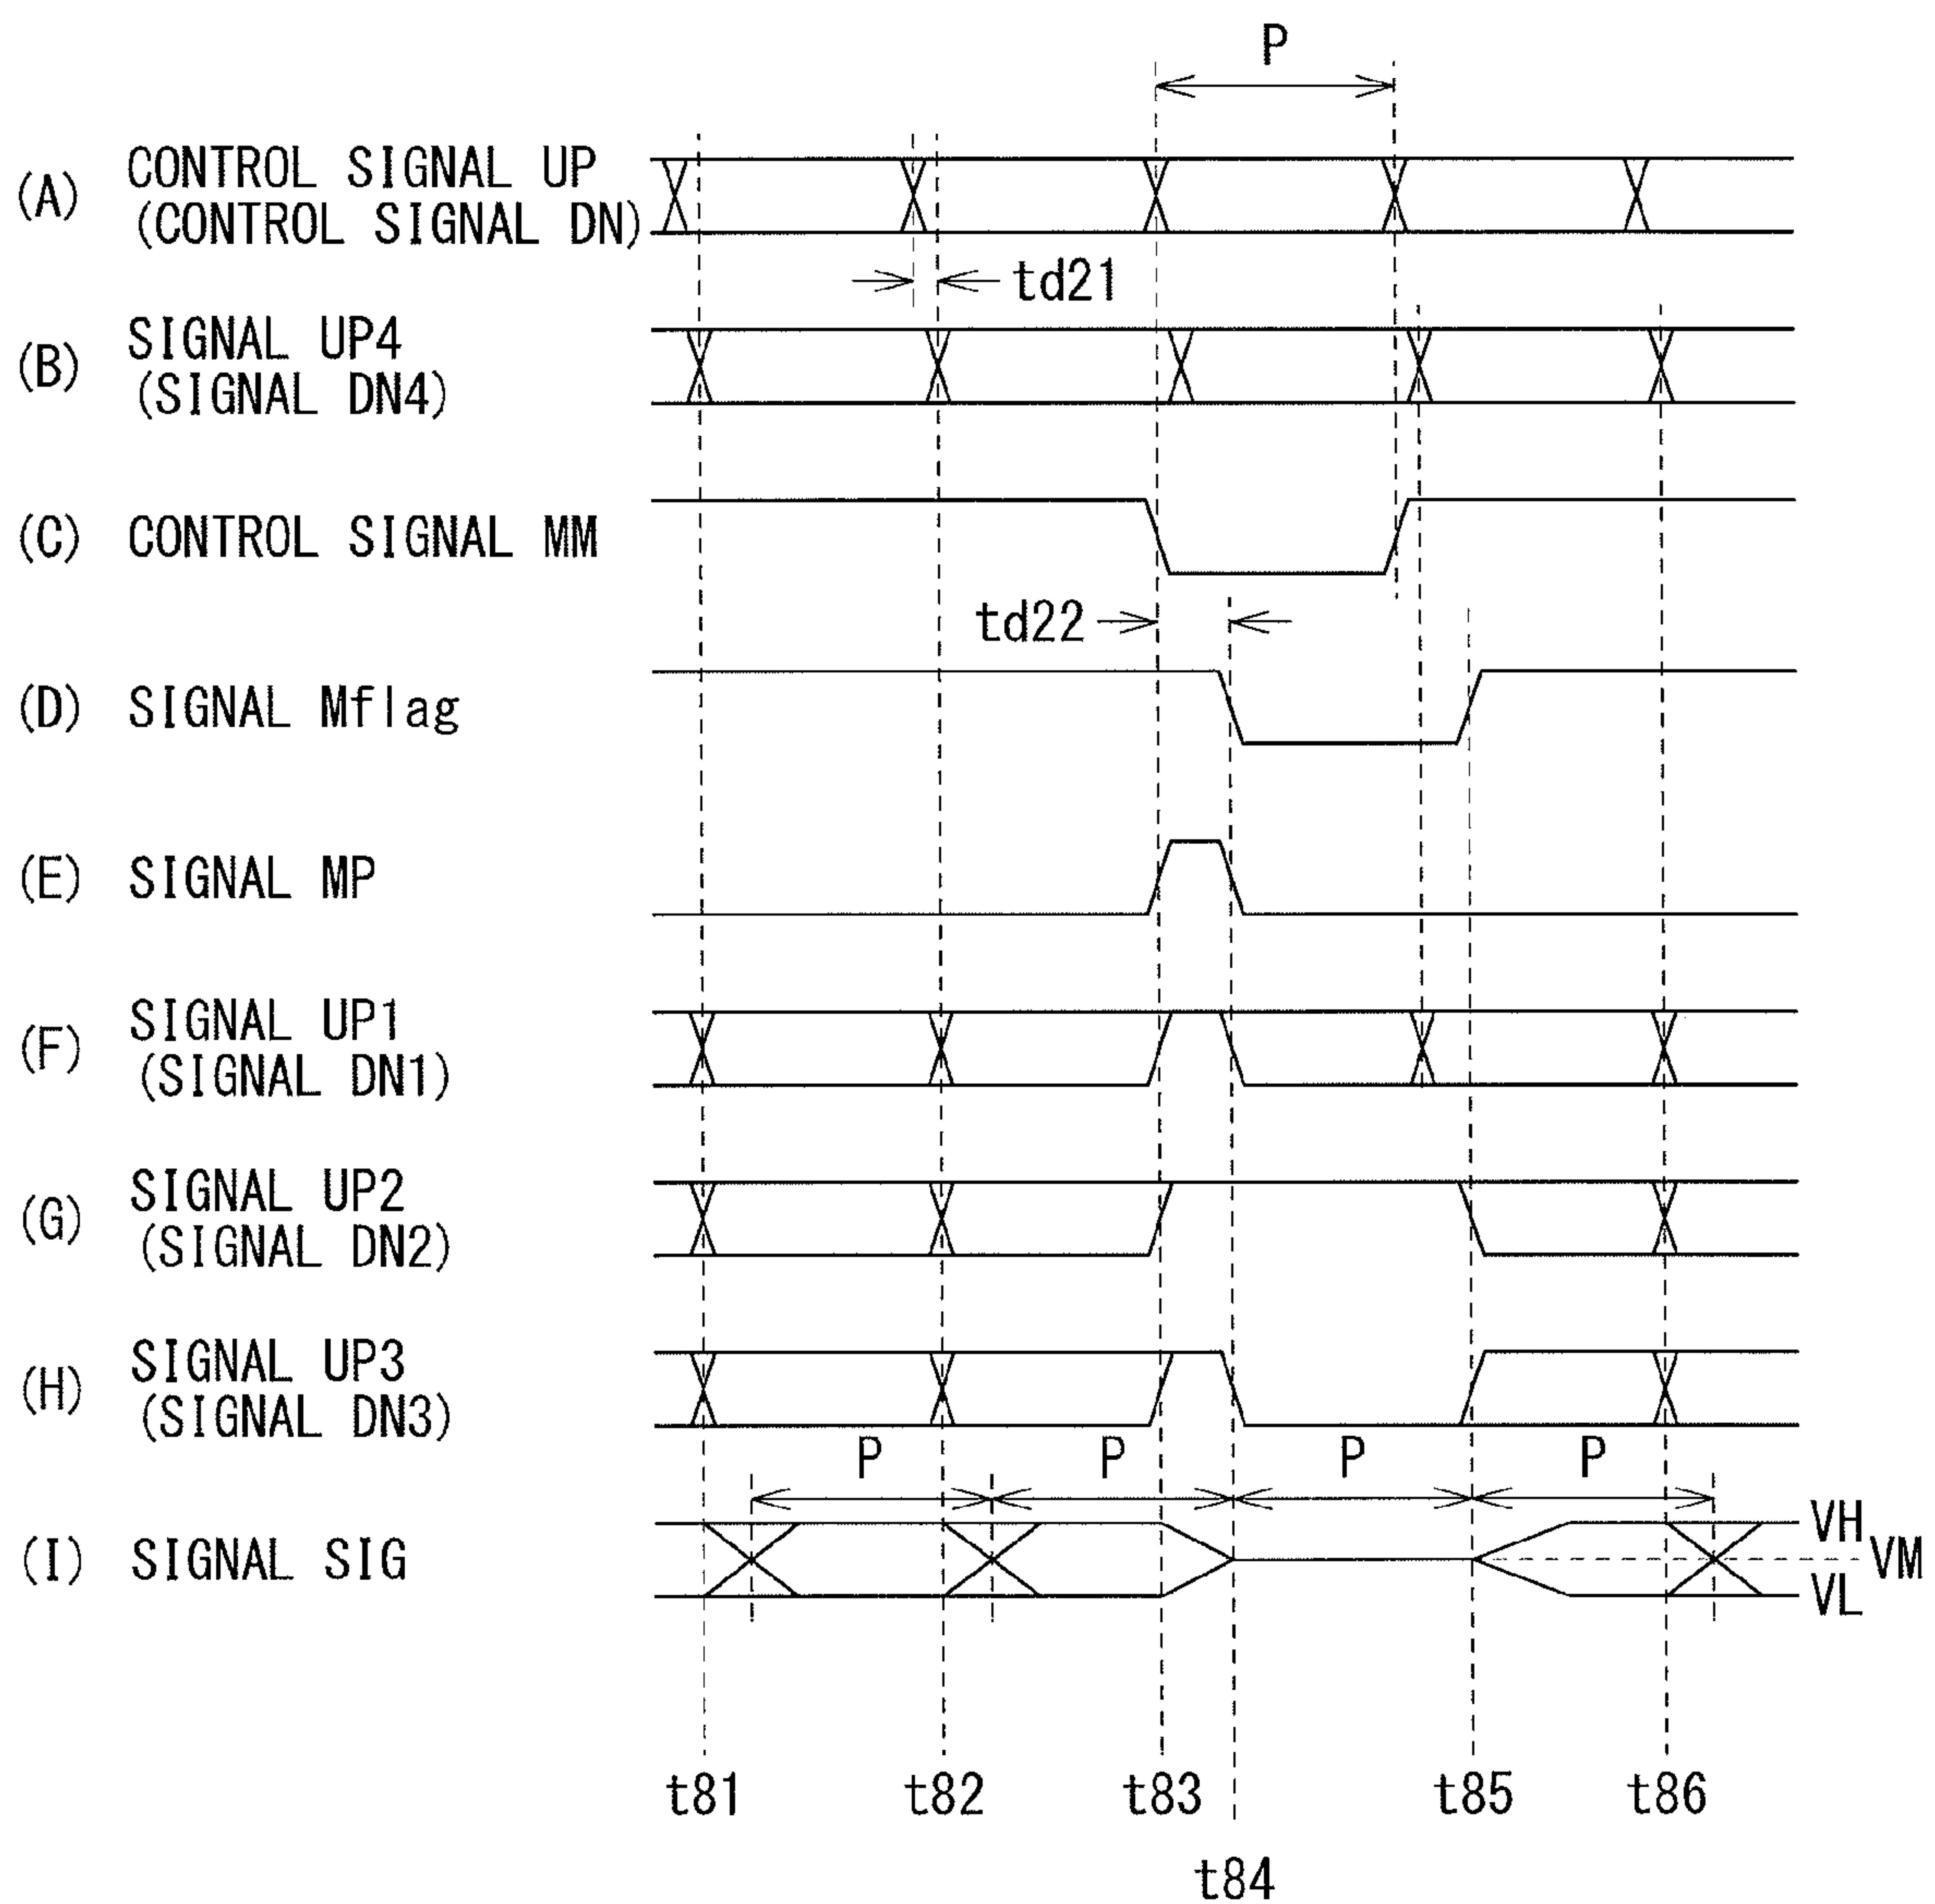 P
(A) CONTROL SIGNAL UP
(CONTROL SIGNAL DN)
td21
(B) SIGNAL UP4
(SIGNAL DN4)
(C) CONTROL SIGNAL MM
td22
(D) SIGNAL Mflag
(E) SIGNAL MP
(F) SIGNAL UP1
(SIGNAL DN1)
(G) SIGNAL UP2
(SIGNAL DN2)
(H) SIGNAL UP3
(SIGNAL DN3)
P P P P
(I) SIGNAL SIG
VH
VM
VL
t81 t82 t83 t85 t86
t84